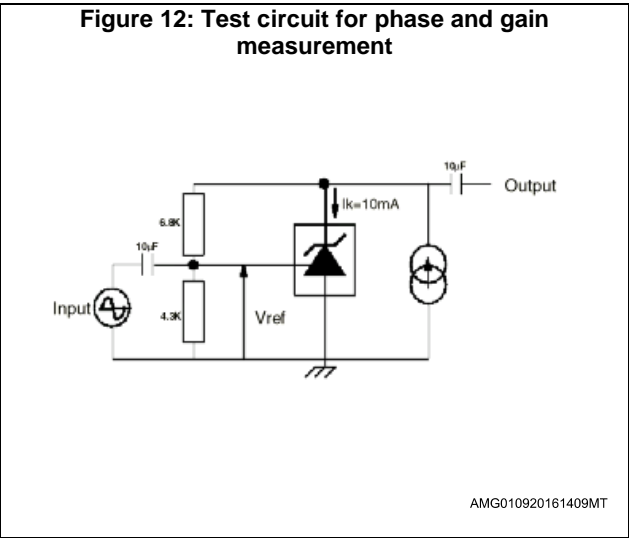 Figure 12: Test circuit for phase and gain
measurement
10µF
Output
Ik=10mA
6.8K
10µF
Input
4.3K
Vref
AMG010920161409MT